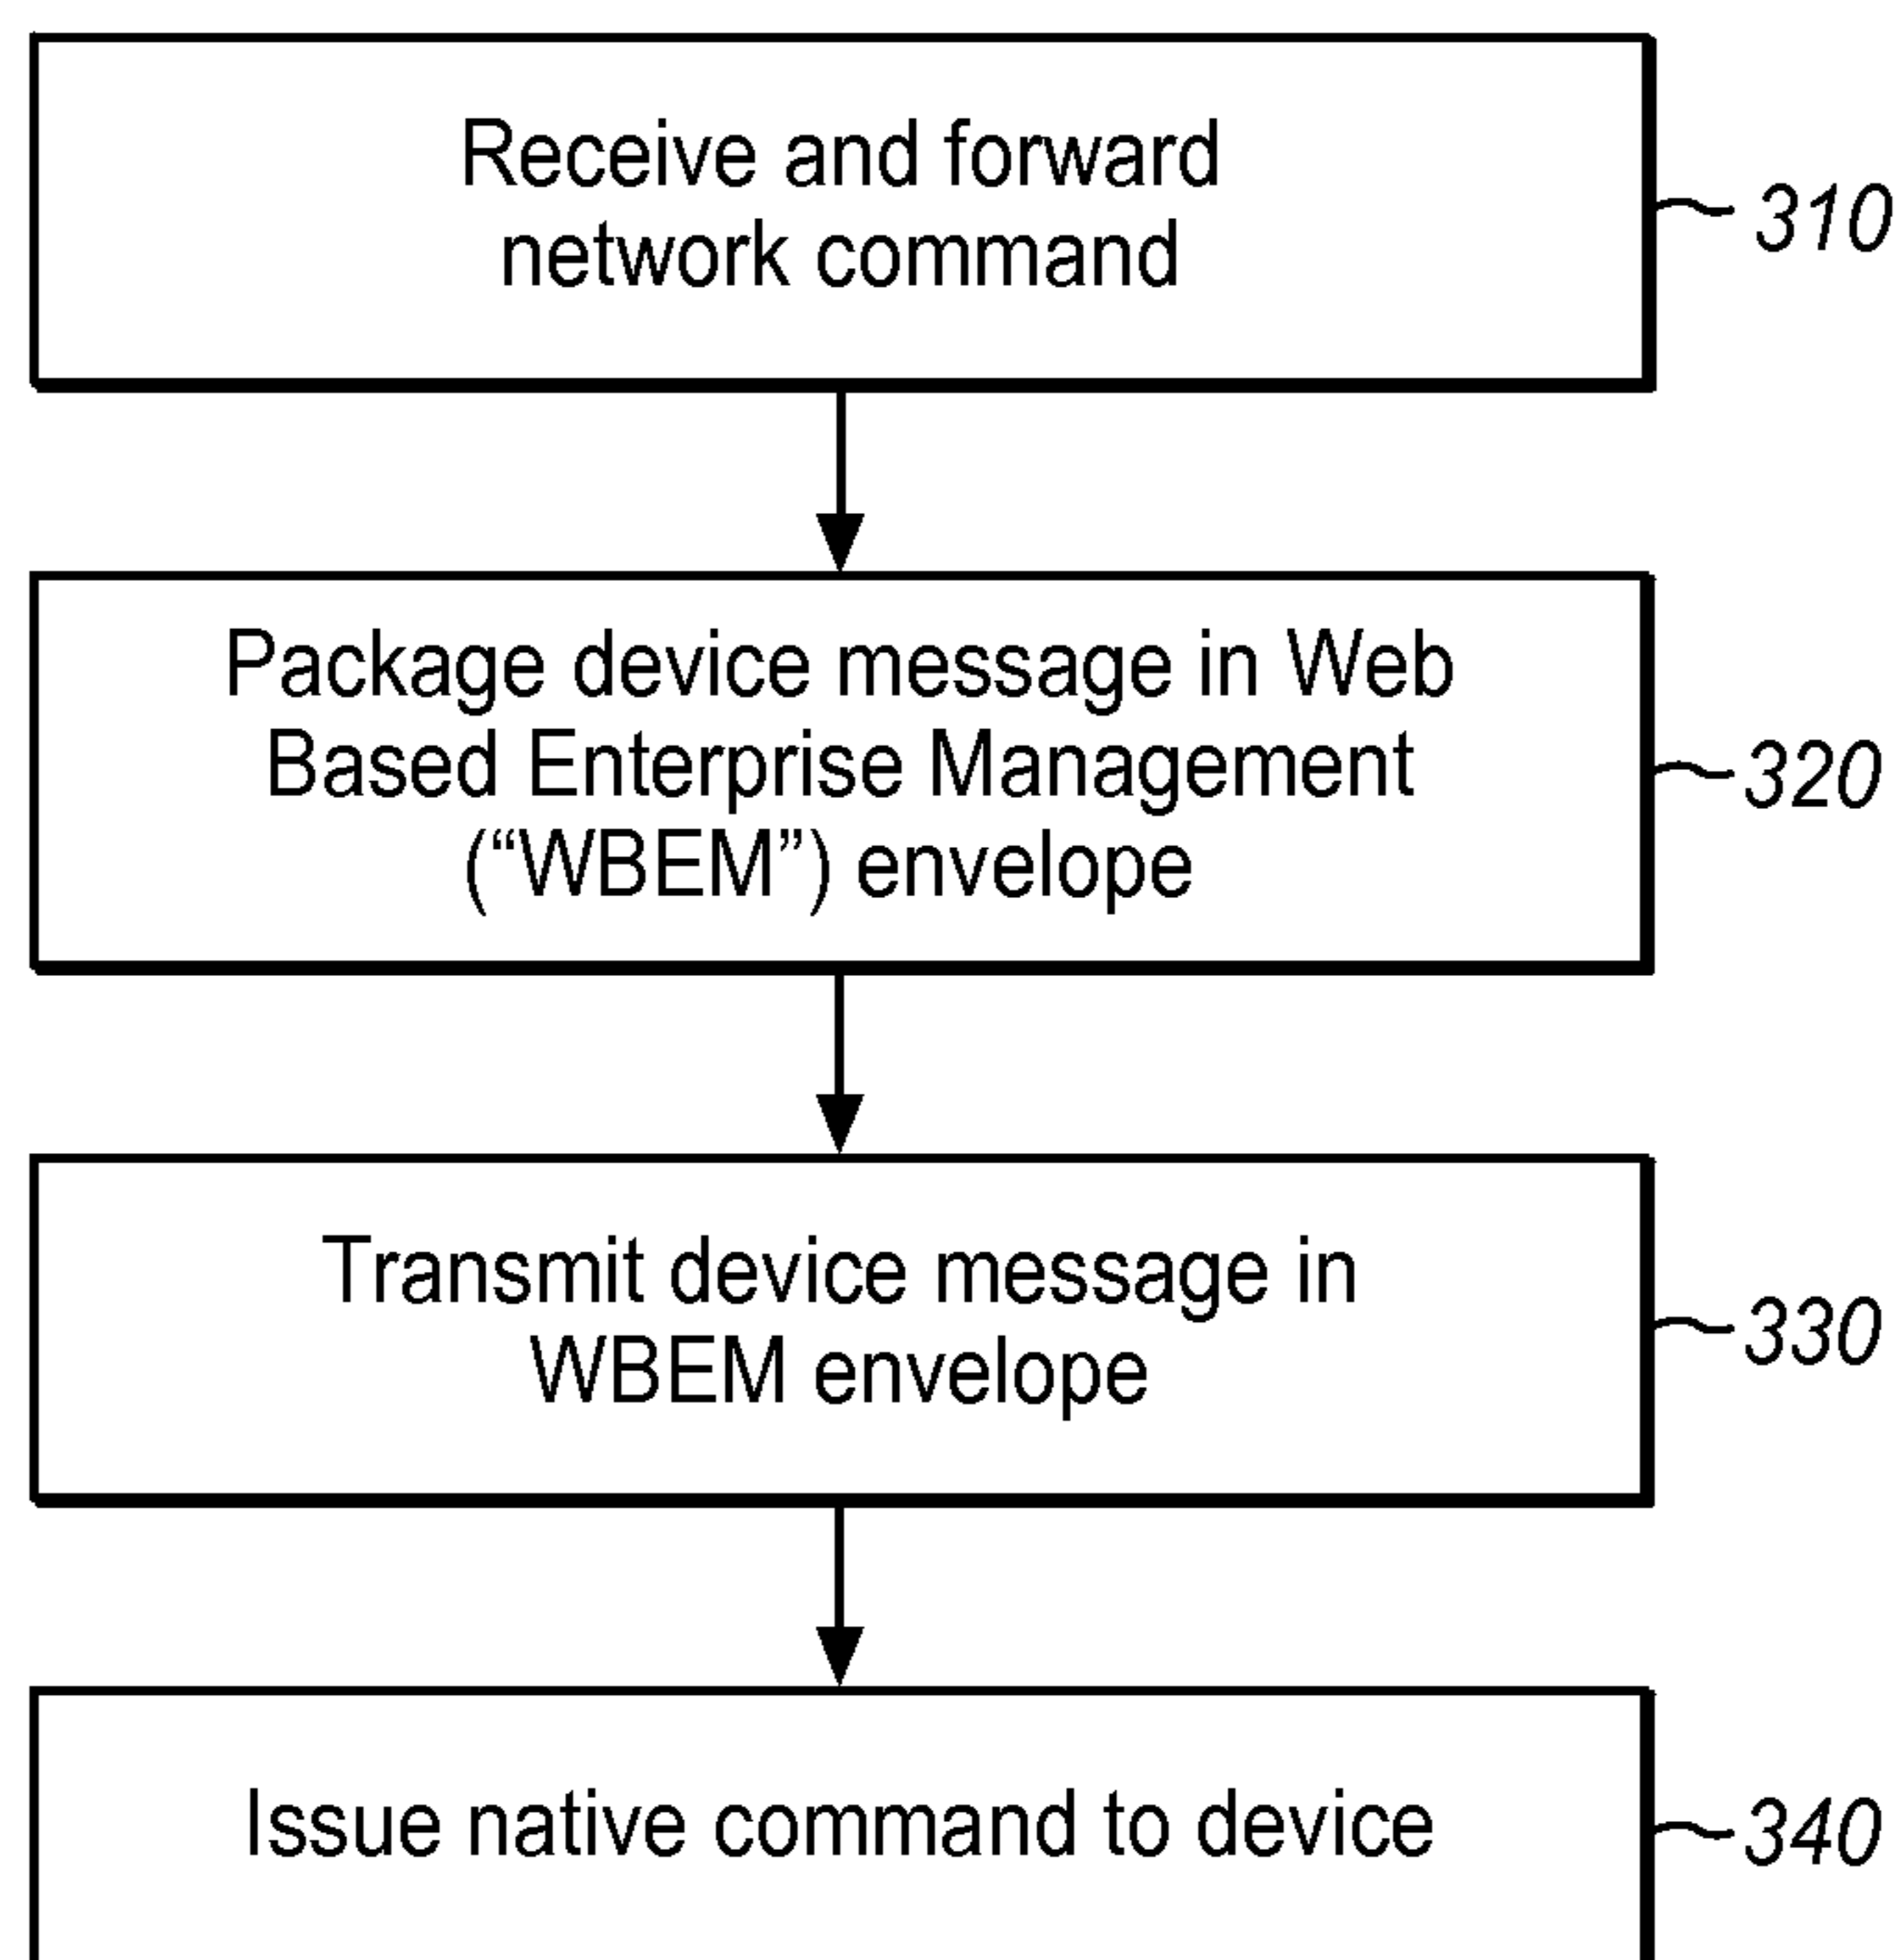 Receive and forward
network command
310
Package device message in Web
Based Enterprise Management
(“WBEM”) envelope
320
Transmit device message in
WBEM envelope
330
Issue native command to device
340